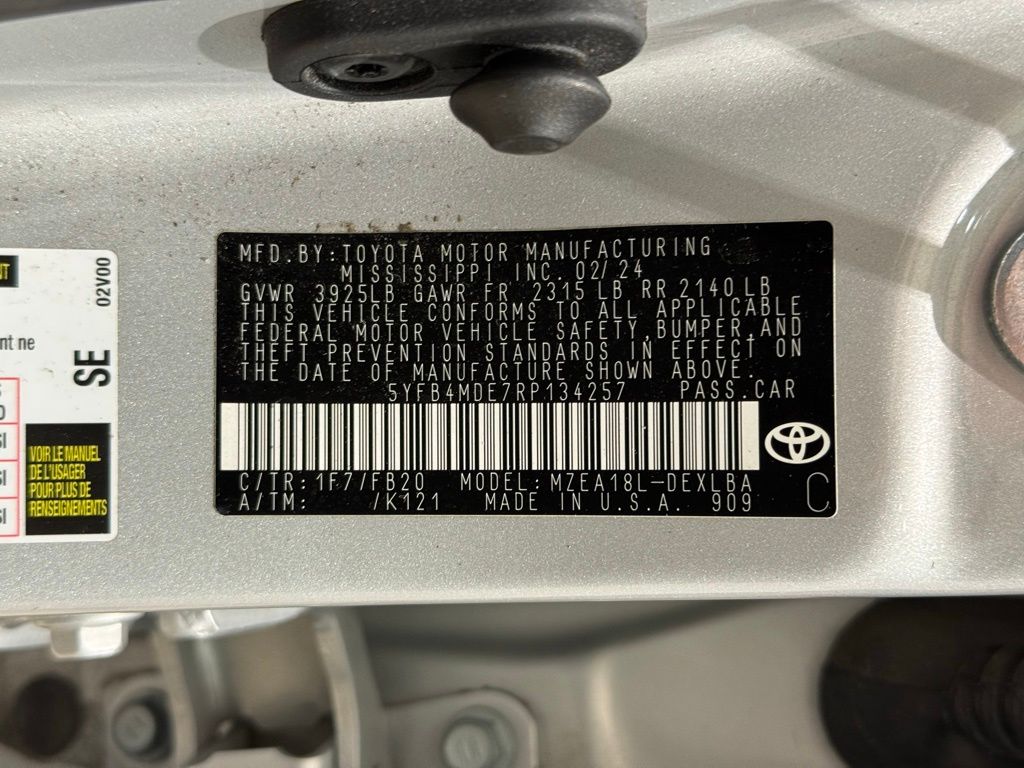 MFD.BY:TOYOTA MOTOR MANUFACTURING
MISSISSIPPI INC. 02/24
GVWR 3925LB GAWR FR 2315 LB RR 2140 LB
THIS VEHICLE CONFORMS TO ALL APPLICABLE
FEDERAL MOTOR VEHICLE SAFETY,BUMPER,AND
THEFT PREVENTION STANDARDS IN EFFECT ON
THE DATE OF MANUFACTURE SHOWN ABOVE.
5YFB4MDE7RP134257 PASS.CAR
C/TR:1F7/FB20 MODEL:MZEA18L-DEXLBA
A/TM: /K121 MADE IN U.S.A. 909 C
02V00
nt ne
SE
VOIR LE MANUEL
DE L'USAGER
POUR PLUS DE
RENSEIGNEMENTS